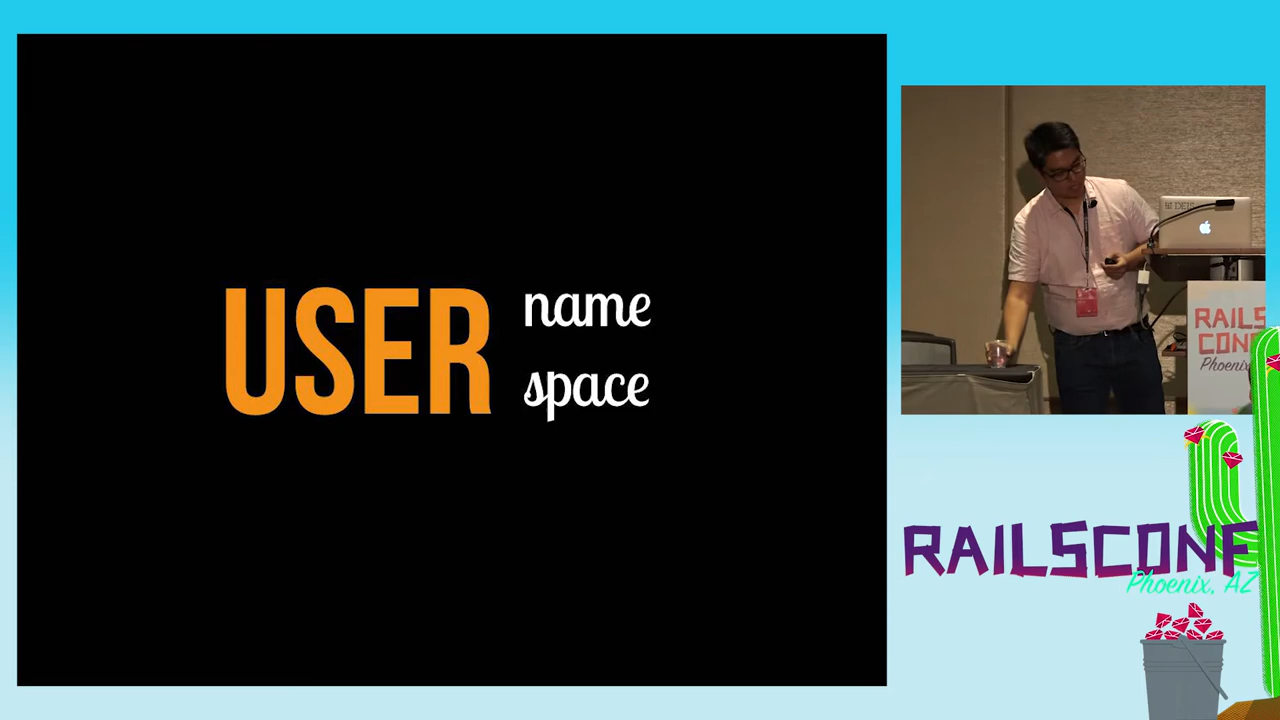 USER name
space
RAILS
CONF
Phoenix
RAILSCONF
Phoenix, AZ